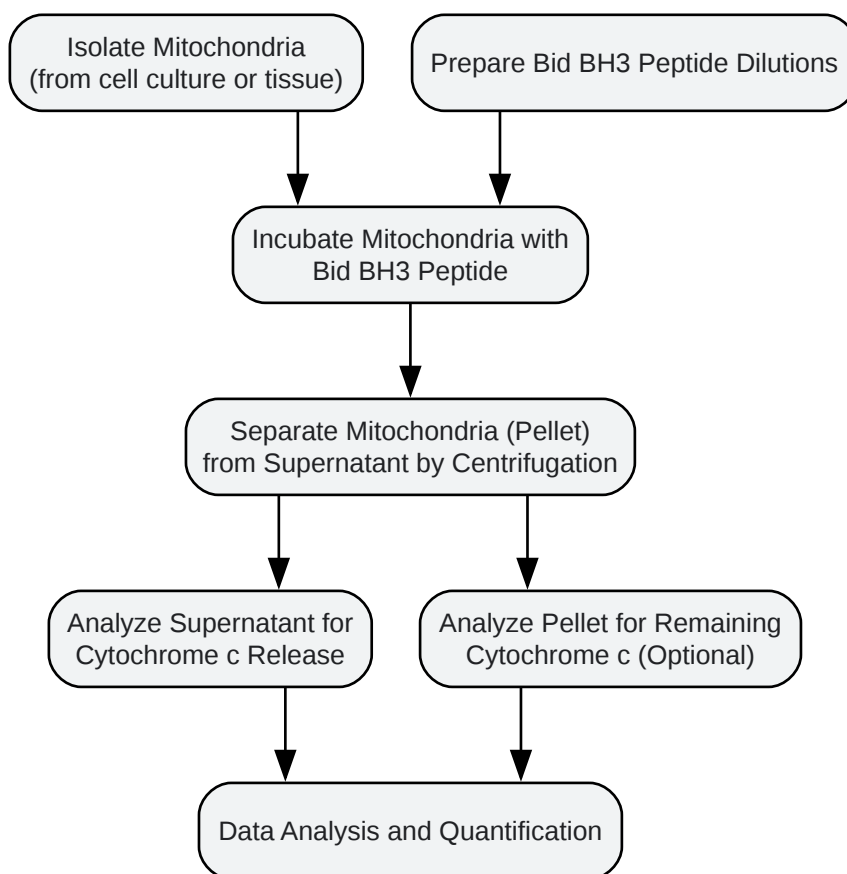 Isolate Mitochondria
(from cell culture or tissue)
Prepare Bid BH3 Peptide Dilutions
Incubate Mitochondria with
Bid BH3 Peptide
Separate Mitochondria (Pellet)
from Supernatant by Centrifugation
Analyze Supernatant for
Cytochrome c Release
Analyze Pellet for Remaining
Cytochrome c (Optional)
Data Analysis and Quantification